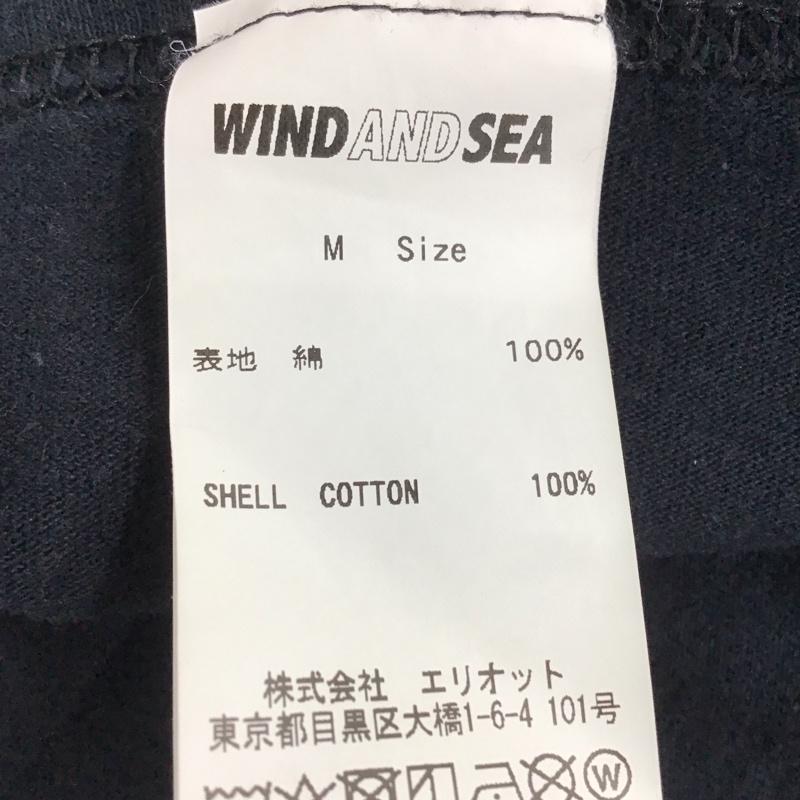 WINDANDSEA
M Size
表地 綿 100%
SHELL COTTON 100%
株式会社 エリオット
東京都目黒区大橋1-6-4 101号
W